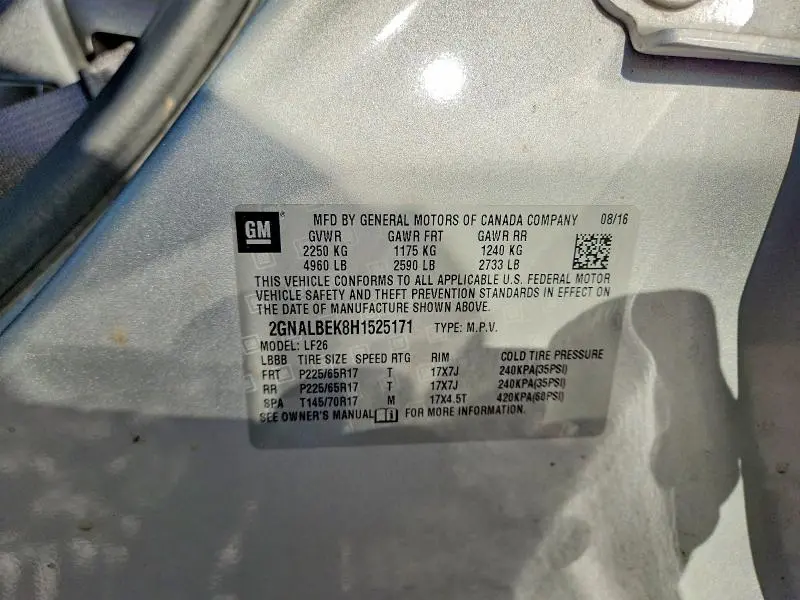 GM ® MFD BY GENERAL MOTORS OF CANADA COMPANY 08/16
GVWR GAWR FRT GAWR RR
2250 KG 1175 KG 1240 KG
4960 LB 2590 LB 2733 LB
THIS VEHICLE CONFORMS TO ALL APPLICABLE U.S. FEDERAL MOTOR
VEHICLE SAFETY AND THEFT PREVENTION STANDARDS IN EFFECT ON
THE DATE OF MANUFACTURE SHOWN ABOVE.
2GNALBEK8H1525171 TYPE: M.P.V.
MODEL: LF26
LBBB TIRE SIZE SPEED RTG RIM COLD TIRE PRESSURE
FRT P225/65R17 T 17X7J 240KPA(35PSI)
RR P225/65R17 T 17X7J 240KPA(35PSI)
SPA T145/70R17 M 17X4.5T 420KPA(60PSI)
SEE OWNER'S MANUAL FOR MORE INFORMATION.